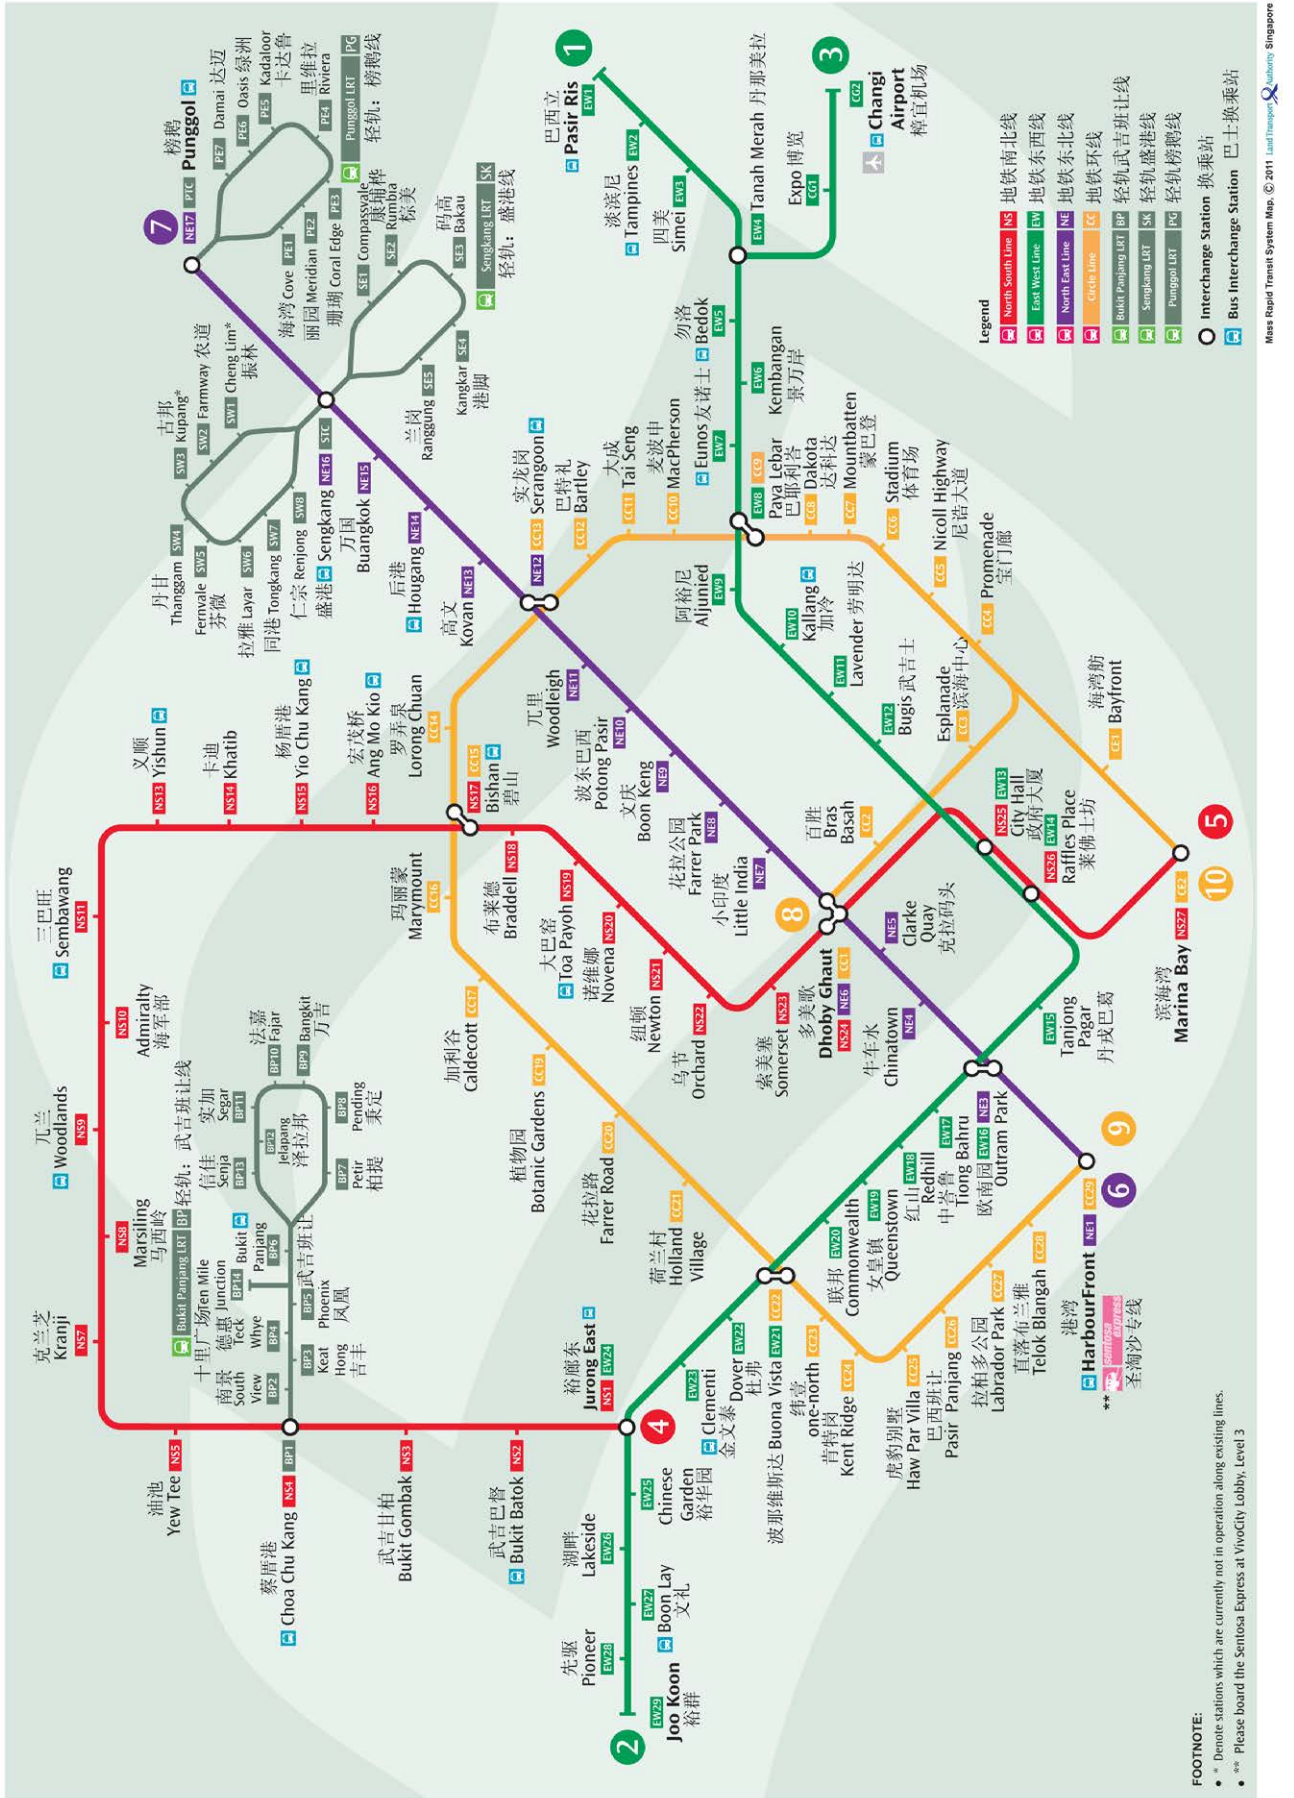 克兰芝
Kranji
NS7
NS8
Marsiling
马西岭
兀兰
Woodlands
NS9
NS10
Admiralty
海军部
三巴旺
Sembawang
NS11
义顺
Yishun
NS13
卡迪
Khatib
NS14
杨厝港
Yio Chu Kang
NS15
宏茂桥
Ang Mo Kio
NS16
罗弄泉
Lorong Chuan
CC14
NS17 CC15
Bishan
碧山
玛丽蒙
Marymount
CC16
布莱德
Braddell
NS18
大巴窑
Toa Payoh
NS19
诺维娜
Novena
NS20
纽顿
Newton
NS21
乌节
Orchard
NS22
索美塞
Somerset
NS23
多美歌
Dhoby Ghaut
NS24 NE6 CC1
油池
Yew Tee
NS5
蔡厝港
Choa Chu Kang
NS4 BP1
武吉甘柏
Bukit Gombak
NS3
武吉巴督
Bukit Batok
NS2
裕廊东
Jurong East
NS1 EW24
4
Bukit Panjang LRT BP
轻轨：武吉班让线
十里广场
Ten Mile
Junction
BP14
南景
South
View
BP2
德惠
Teck
Whye
BP4
BP3
Keat
Hong
吉丰
BP5
Phoenix
凤凰
Bukit
Panjang
BP6
武吉班让
信佳
Senja
BP13
实加
Segar
BP11
法嘉
Fajar
BP10
BP9
Bangkit
万吉
BP12
Jelapang
泽拉邦
BP7
Petir
柏提
BP8
Pending
秉定
7
榜鹅
Punggol
NE17 PTC
PE7
Damai 达迈
PE6
Oasis 绿洲
PE5
Kadaloor
卡达鲁
PE4
里维拉
Riviera
Punggol LRT PG
轻轨：榜鹅线
PE1
海湾 Cove
PE2
丽园 Meridian
PE3
珊瑚 Coral Edge
SE1
Compassvale
康埔桦
SE2
Rumbia
棕美
码高
Bakau
SE3
Kangkar
港脚
SE4
兰岗
Ranggung
SE5
Sengkang LRT SK
轻轨：盛港线
古邦
Kupang*
SW3
SW2
Farmway 农道
SW1
Cheng Lim*
振林
丹甘
Thanggam
SW4
Fernvale
芬微
SW5
拉雅 Layar
SW6
同港 Tongkang
SW7
仁宗 Renjong
SW8
盛港
Sengkang
NE16 STC
万国
Buangkok
NE15
后港
Hougang
NE14
高文
Kovan
NE13
实龙岗
Serangoon
NE12 CC13
兀里
Woodleigh
NE11
波东巴西
Potong Pasir
NE10
文庆
Boon Keng
NE9
花拉公园
Farrer Park
NE8
小印度
Little India
NE7
巴特礼
Bartley
CC12
大成
Tai Seng
CC11
麦波申
MacPherson
CC10
EW8 CC9
Paya Lebar
巴耶利峇
CC8
Dakota
达科达
CC7
Mountbatten
蒙巴登
CC6
Stadium
体育场
CC5
Nicoll Highway
尼诰大道
CC4
Promenade
宝门廊
Esplanade
滨海中心
CC3
百胜
Bras
Basah
CC2
8
海湾舫
Bayfront
CE1
1
巴西立
Pasir Ris
EW1
淡滨尼
Tampines
EW2
四美
Simei
EW3
EW4
Tanah Merah 丹那美拉
Expo 博览
CG1
3
CG2
Changi
Airport
樟宜机场
勿洛
Bedok
EW5
EW6
Kembangan
景万岸
Eunos 友诺士
EW7
阿裕尼
Aljunied
EW9
EW10
Kallang
加冷
EW11
Lavender 劳明达
EW12
Bugis 武吉士
NS25 EW13
City Hall
政府大厦
NS26 EW14
Raffles Place
莱佛士坊
5
10
滨海湾
Marina Bay
NS27 CE2
NE5
Clarke
Quay
克拉码头
牛车水
Chinatown
NE4
EW15
Tanjong
Pagar
丹戎巴葛
欧南园
Outram Park
EW16 NE3
中峇鲁
Tiong Bahru
EW17
红山
Redhill
EW18
女皇镇
Queenstown
EW19
联邦
Commonwealth
EW20
加利谷
Caldecott
CC17
植物园
Botanic Gardens
CC19
花拉路
Farrer Road
CC20
荷兰村
Holland
Village
CC21
波那维斯达 Buona Vista
EW21 CC22
Dover
杜弗
EW22
Clementi
金文泰
EW23
纬壹
one-north
CC23
肯特岗
Kent Ridge
CC24
虎豹别墅
Haw Par Villa
CC25
巴西班让
Pasir Panjang
CC26
拉柏多公园
Labrador Park
CC27
直落布兰雅
Telok Blangah
CC28
港湾
HarbourFront
NE1 CC29
6
9
** sentosa express
圣淘沙专线
EW25
Chinese
Garden
裕华园
湖畔
Lakeside
EW26
EW27
Boon Lay
文礼
先驱
Pioneer
EW28
EW29
Joo Koon
裕群
2
Legend
North South Line NS 地铁南北线
East West Line EW 地铁东西线
North East Line NE 地铁东北线
Circle Line CC 地铁环线
Bukit Panjang LRT BP 轻轨武吉班让线
Sengkang LRT SK 轻轨盛港线
Punggol LRT PG 轻轨榜鹅线
Interchange Station 换乘站
Bus Interchange Station 巴士换乘站
FOOTNOTE:
• * Denote stations which are currently not in operation along existing lines.
• ** Please board the Sentosa Express at VivoCity Lobby, Level 3
Mass Rapid Transit System Map, © 2011 Land Transport Authority Singapore